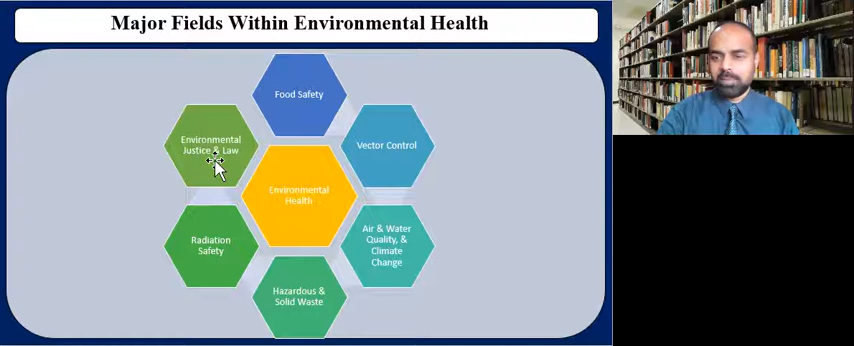 Major Fields Within Environmental Health
Food Safety
Environmental
Justice & Law
Vector Control
Environmental
Health
Radiation
Safety
Air & Water
Quality, &
Climate
Change
Hazardous &
Solid Waste